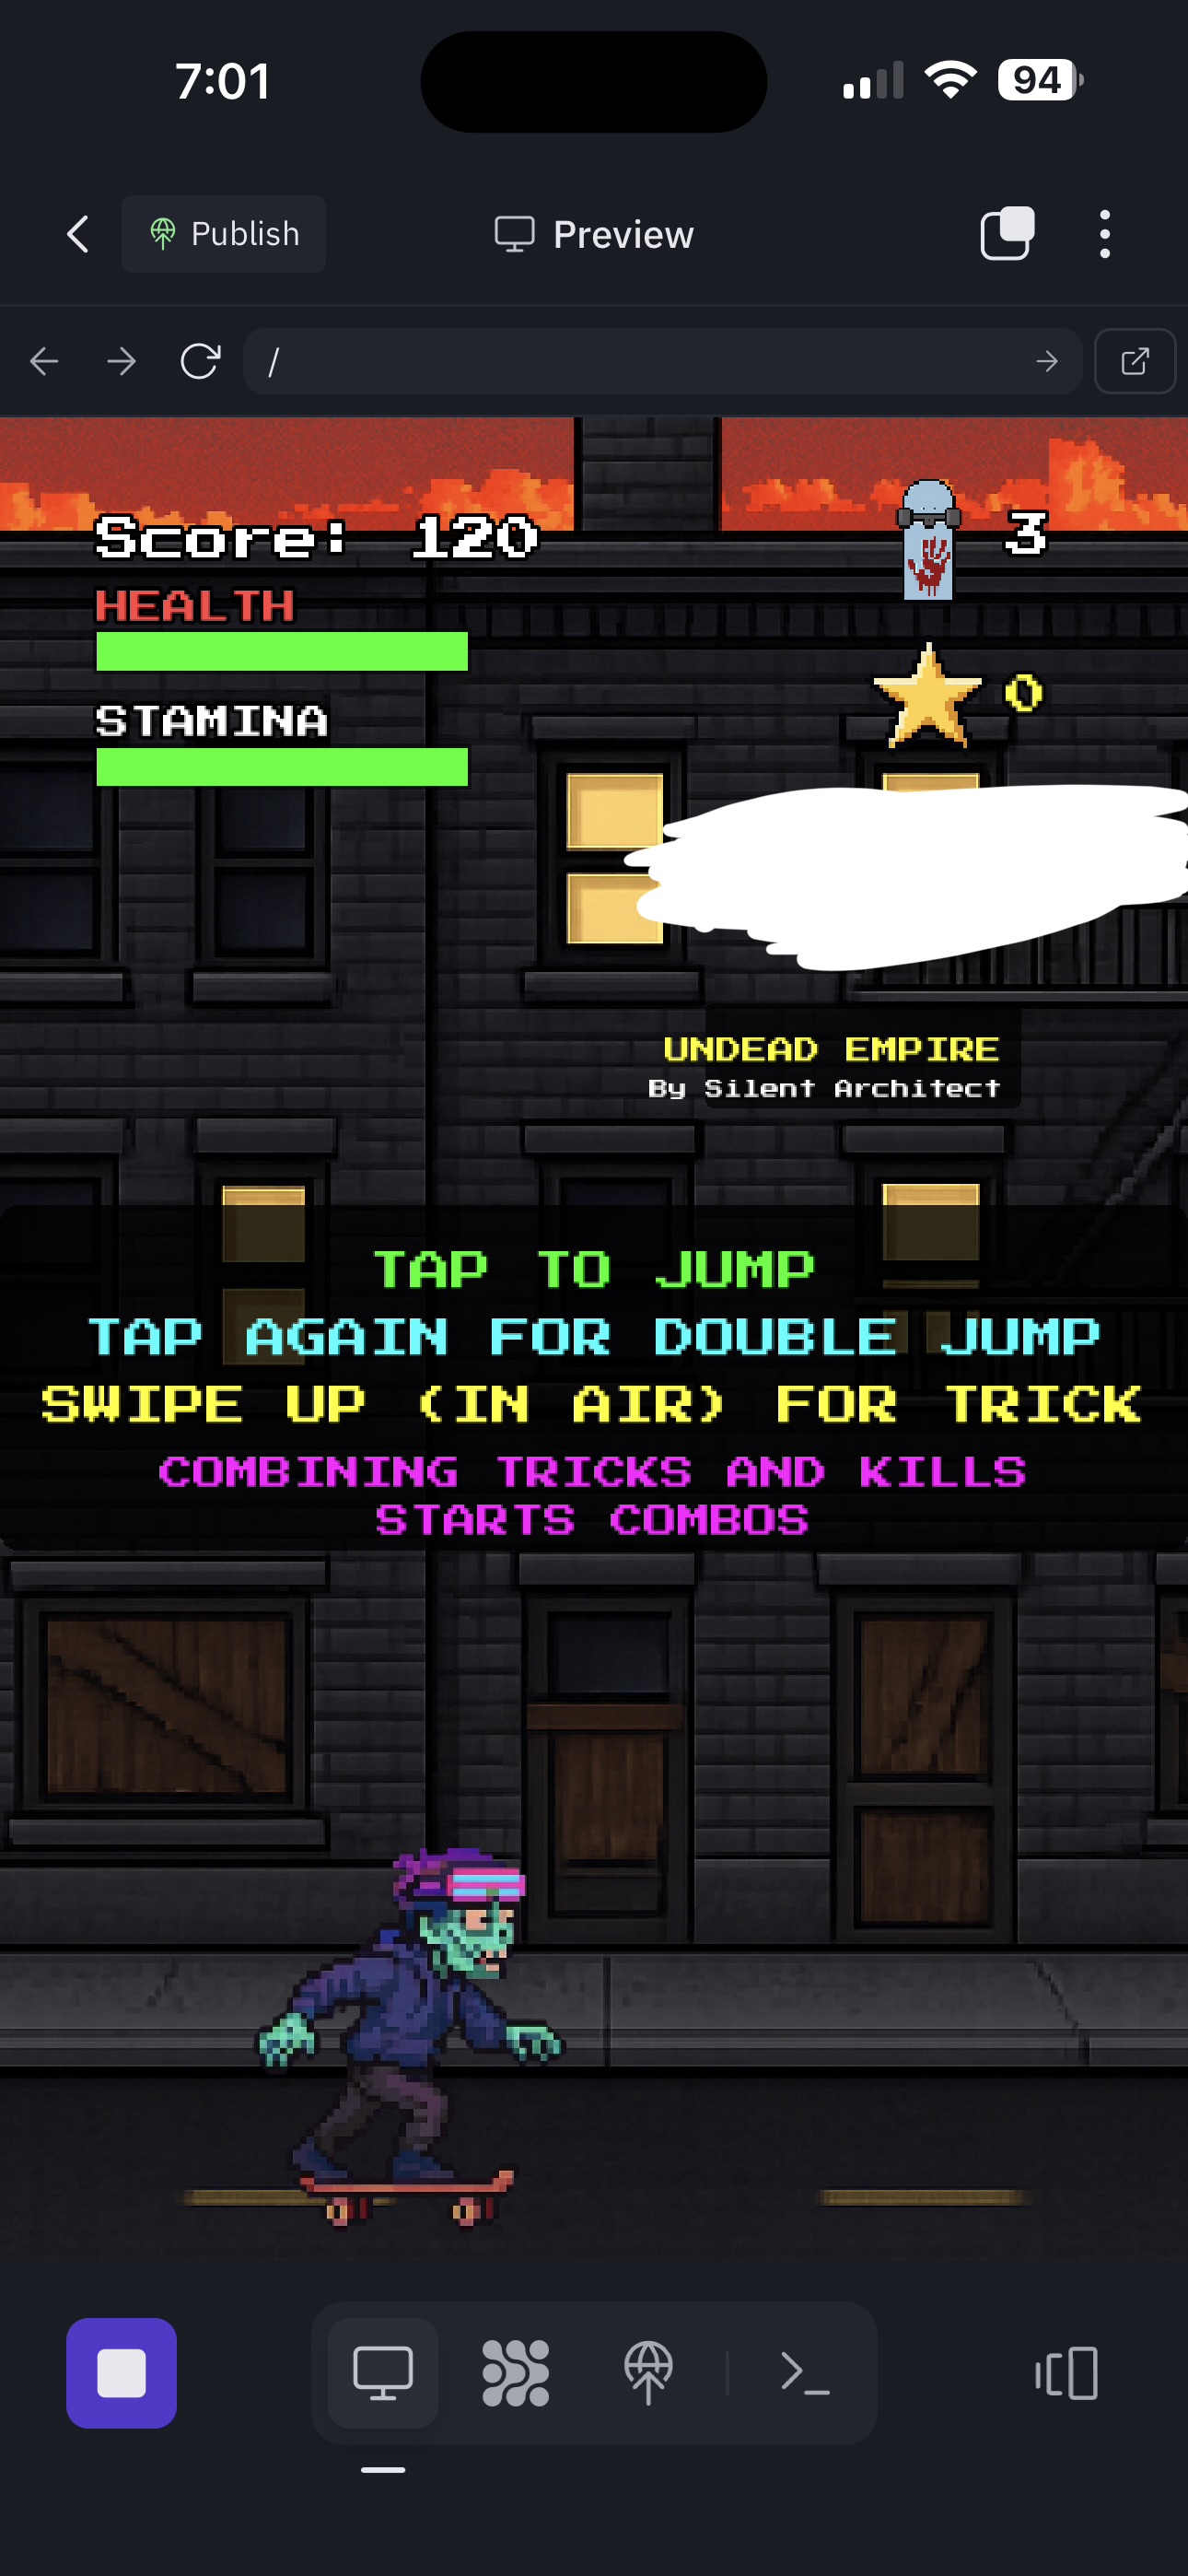 7:01
94
Publish
Preview
/
Score: 120
3
HEALTH
0
STAMINA
UNDEAD EMPIRE
By Silent Architect
TAP TO JUMP
TAP AGAIN FOR DOUBLE JUMP
SWIPE UP (IN AIR) FOR TRICK
COMBINING TRICKS AND KILLS
STARTS COMBOS